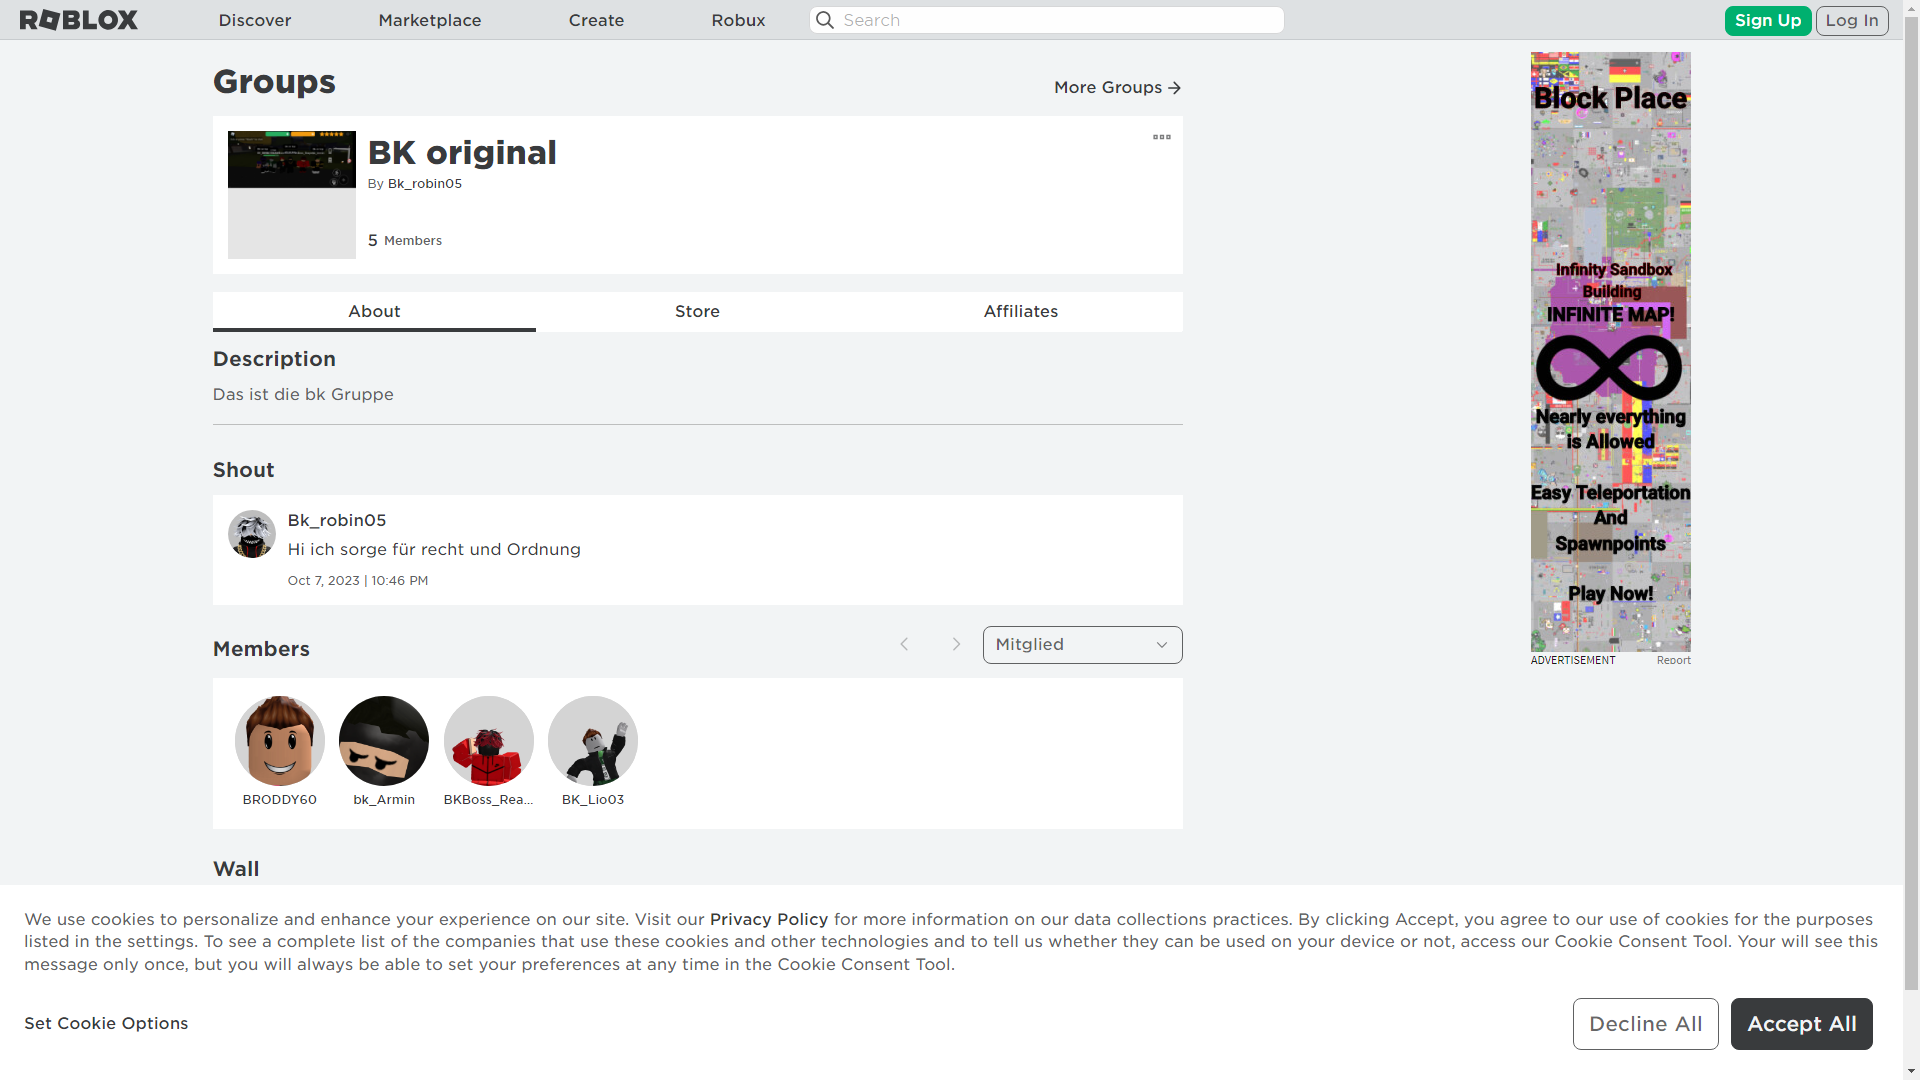 ROBLOX
Discover
Marketplace
Create
Robux
Search
Sign Up
Log In
Groups
More Groups
BK original
By Bk_robin05
5 Members
About
Store
Affiliates
Description
Das ist die bk Gruppe
Shout
Bk_robin05
Hi ich sorge für recht und Ordnung
Oct 7, 2023 | 10:46 PM
Members
Mitglied
BRODDY60
bk_Armin
BKBoss_Rea...
BK_Lio03
Wall
Block Place
Infinity Sandbox
Building
INFINITE MAP!
Nearly everything
is Allowed
Easy Teleportation
And
Spawnpoints
Play Now!
ADVERTISEMENT
Report
We use cookies to personalize and enhance your experience on our site. Visit our Privacy Policy for more information on our data collections practices. By clicking Accept, you agree to our use of cookies for the purposes
listed in the settings. To see a complete list of the companies that use these cookies and other technologies and to tell us whether they can be used on your device or not, access our Cookie Consent Tool. Your will see this
message only once, but you will always be able to set your preferences at any time in the Cookie Consent Tool.
Set Cookie Options
Decline All
Accept All